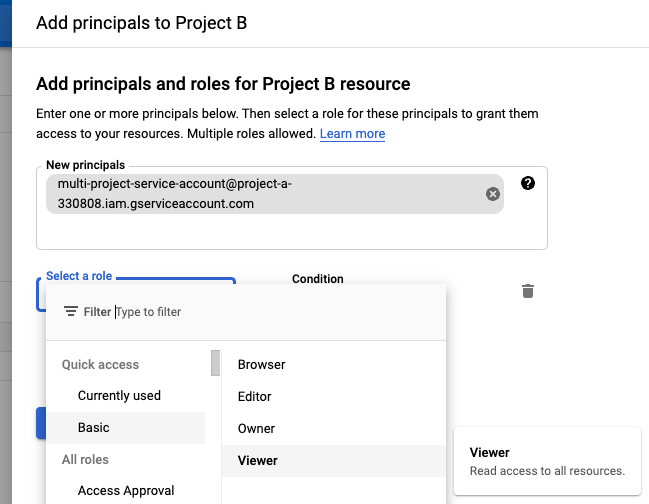 Add principals to Project B
Add principals and roles for Project B resource
Enter one or more principals below. Then select a role for these principals to grant them
access to your resources. Multiple roles allowed. Learn more
New principals
multi-project-service-account@project-a-
330808.iam.gserviceaccount.com
Select a role
Condition
Filter Type to filter
Quick access
Currently used
Basic
All roles
Access Approval
Browser
Editor
Owner
Viewer
Viewer
Read access to all resources.